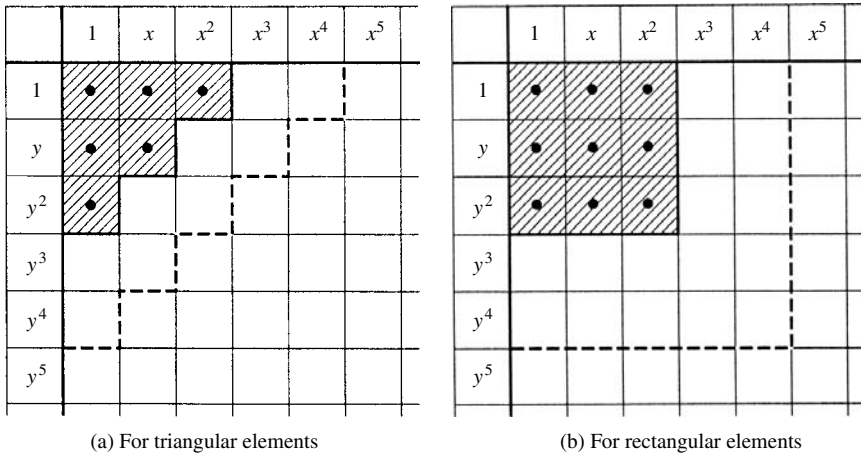 1 x x² x³ x⁴ x⁵
1
y
y²
y³
y⁴
y⁵
(a) For triangular elements
1 x x² x³ x⁴ x⁵
1
y
y²
y³
y⁴
y⁵
(b) For rectangular elements